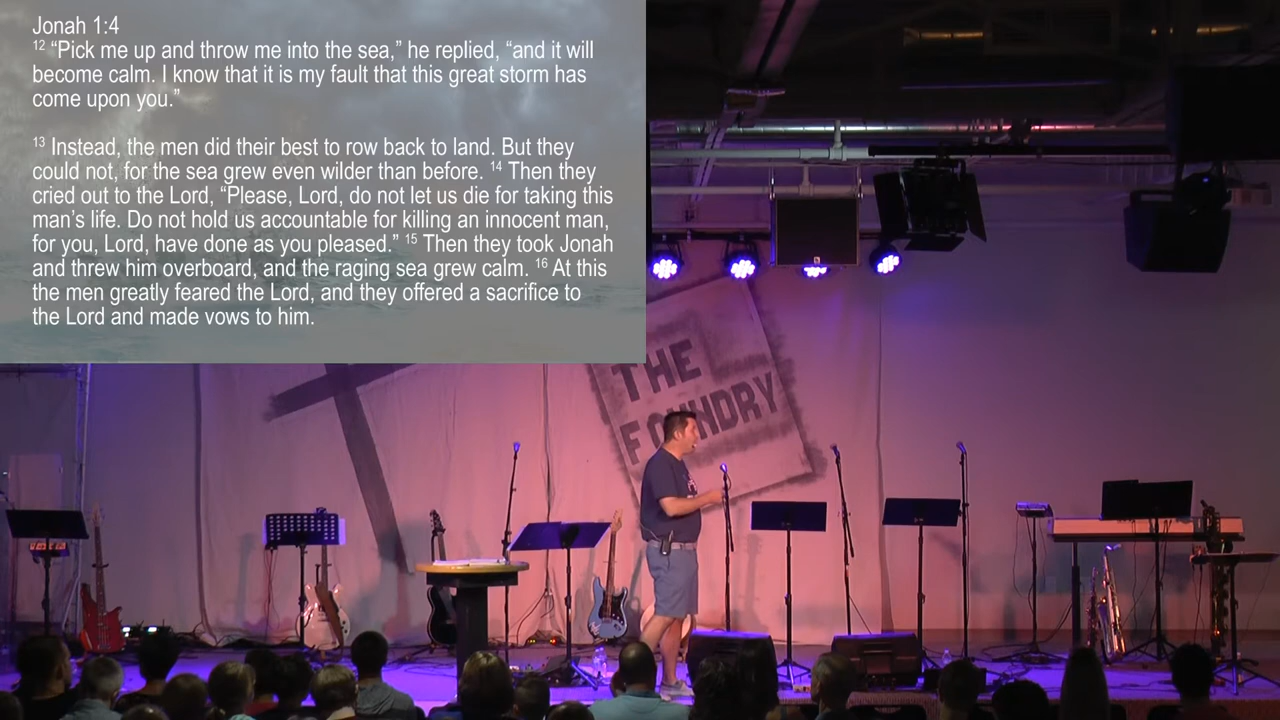 Jonah 1:4
12 “Pick me up and throw me into the sea,” he replied, “and it will
become calm. I know that it is my fault that this great storm has
come upon you.”
13 Instead, the men did their best to row back to land. But they
could not, for the sea grew even wilder than before. 14 Then they
cried out to the Lord, “Please, Lord, do not let us die for taking this
man’s life. Do not hold us accountable for killing an innocent man,
for you, Lord, have done as you pleased.” 15 Then they took Jonah
and threw him overboard, and the raging sea grew calm. 16 At this
the men greatly feared the Lord, and they offered a sacrifice to
the Lord and made vows to him.
THE
FOUNDRY